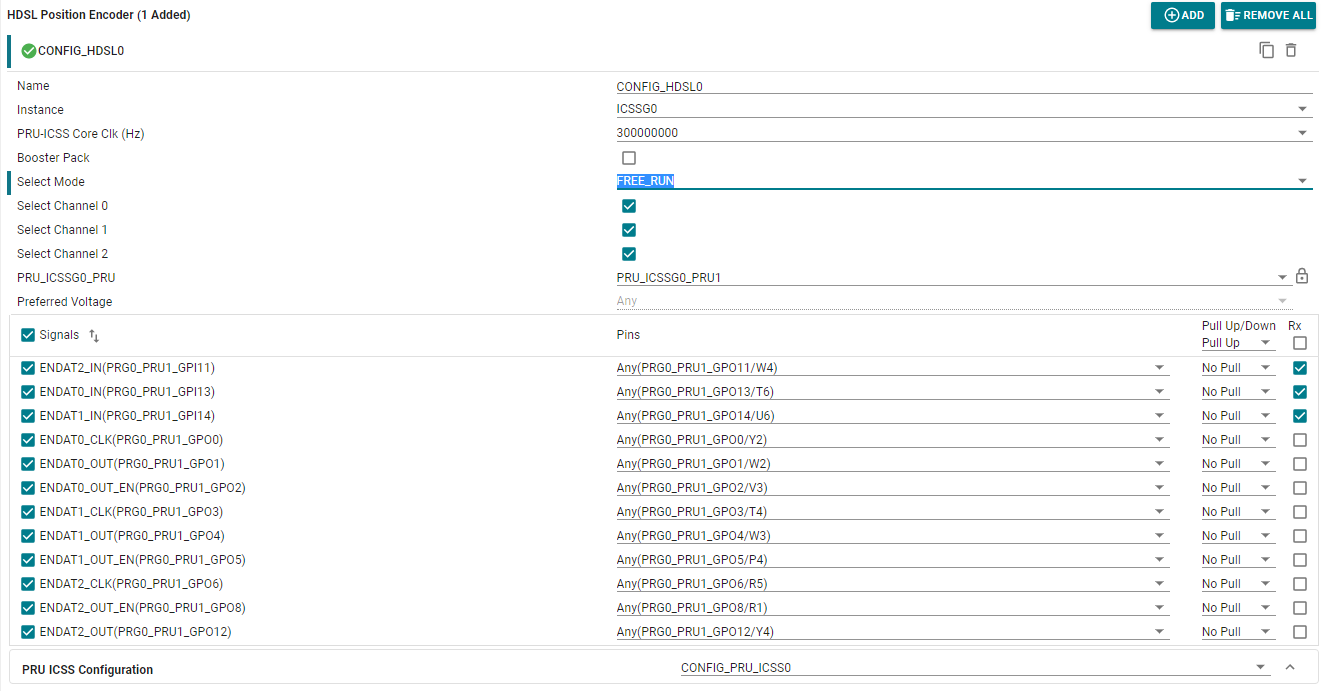 HDSL Position Encoder (1 Added)
ADD
REMOVE ALL
CONFIG_HDSL0
Name CONFIG_HDSL0
Instance ICSSG0
PRU-ICSS Core Clk (Hz) 300000000
Booster Pack
Select Mode FREE_RUN
Select Channel 0
Select Channel 1
Select Channel 2
PRU_ICSSG0_PRU PRU_ICSSG0_PRU1
Preferred Voltage Any
Signals Pins Pull Up/Down Rx
Pull Up
ENDAT2_IN(PRG0_PRU1_GPI11) Any(PRG0_PRU1_GPO11/W4) No Pull
ENDAT0_IN(PRG0_PRU1_GPI13) Any(PRG0_PRU1_GPO13/T6) No Pull
ENDAT1_IN(PRG0_PRU1_GPI14) Any(PRG0_PRU1_GPO14/U6) No Pull
ENDAT0_CLK(PRG0_PRU1_GPO0) Any(PRG0_PRU1_GPO0/Y2) No Pull
ENDAT0_OUT(PRG0_PRU1_GPO1) Any(PRG0_PRU1_GPO1/W2) No Pull
ENDAT0_OUT_EN(PRG0_PRU1_GPO2) Any(PRG0_PRU1_GPO2/V3) No Pull
ENDAT1_CLK(PRG0_PRU1_GPO3) Any(PRG0_PRU1_GPO3/T4) No Pull
ENDAT1_OUT(PRG0_PRU1_GPO4) Any(PRG0_PRU1_GPO4/W3) No Pull
ENDAT1_OUT_EN(PRG0_PRU1_GPO5) Any(PRG0_PRU1_GPO5/P4) No Pull
ENDAT2_CLK(PRG0_PRU1_GPO6) Any(PRG0_PRU1_GPO6/R5) No Pull
ENDAT2_OUT_EN(PRG0_PRU1_GPO8) Any(PRG0_PRU1_GPO8/R1) No Pull
ENDAT2_OUT(PRG0_PRU1_GPO12) Any(PRG0_PRU1_GPO12/Y4) No Pull
PRU ICSS Configuration CONFIG_PRU_ICSS0